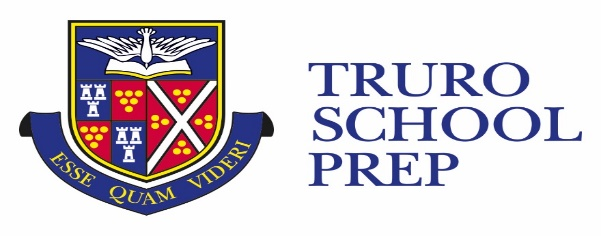 TRURO
SCHOOL
PREP
ESSE QUAM VIDERI